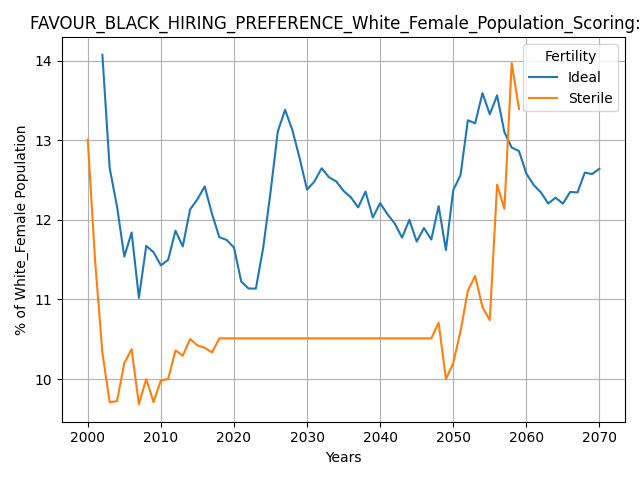 FAVOUR_BLACK_HIRING_PREFERENCE_White_Female_Population_Scoring:
Fertility
Ideal
Sterile
14
13
12
11
10
% of White_Female Population
2000
2010
2020
2030
2040
2050
2060
2070
Years